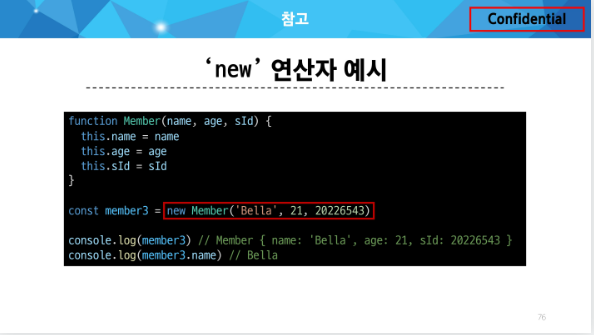 참고
Confidential
‘new’ 연산자 예시
function Member(name, age, sId) {
this.name = name
this.age = age
this.sId = sId
}
const member3 = new Member('Bella', 21, 20226543)
console.log(member3) // Member { name: 'Bella', age: 21, sId: 20226543 }
console.log(member3.name) // Bella
76